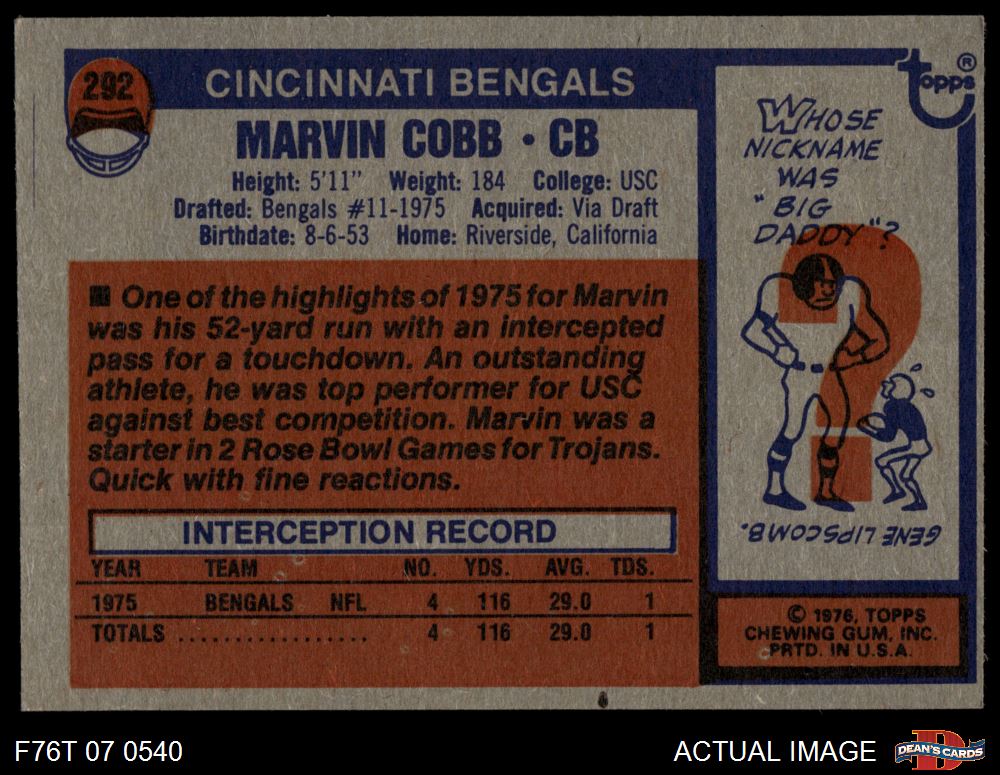 292
CINCINNATI BENGALS
MARVIN COBB • CB
Height: 5'11" Weight: 184 College: USC
Drafted: Bengals #11-1975 Acquired: Via Draft
Birthdate: 8-6-53 Home: Riverside, California
■ One of the highlights of 1975 for Marvin
was his 52-yard run with an intercepted
pass for a touchdown. An outstanding
athlete, he was top performer for USC
against best competition. Marvin was a
starter in 2 Rose Bowl Games for Trojans.
Quick with fine reactions.
INTERCEPTION RECORD
YEAR TEAM NO. YDS. AVG. TDS.
1975 BENGALS NFL 4 116 29.0 1
TOTALS .................. 4 116 29.0 1
topps ®
WHOSE
NICKNAME
WAS
"BIG
DADDY"?
?
GENE LIPSCOMB.
© 1976, TOPPS
CHEWING GUM, INC.
PRTD. IN U.S.A.
F76T 07 0540
ACTUAL IMAGE
D
DEAN'S CARDS